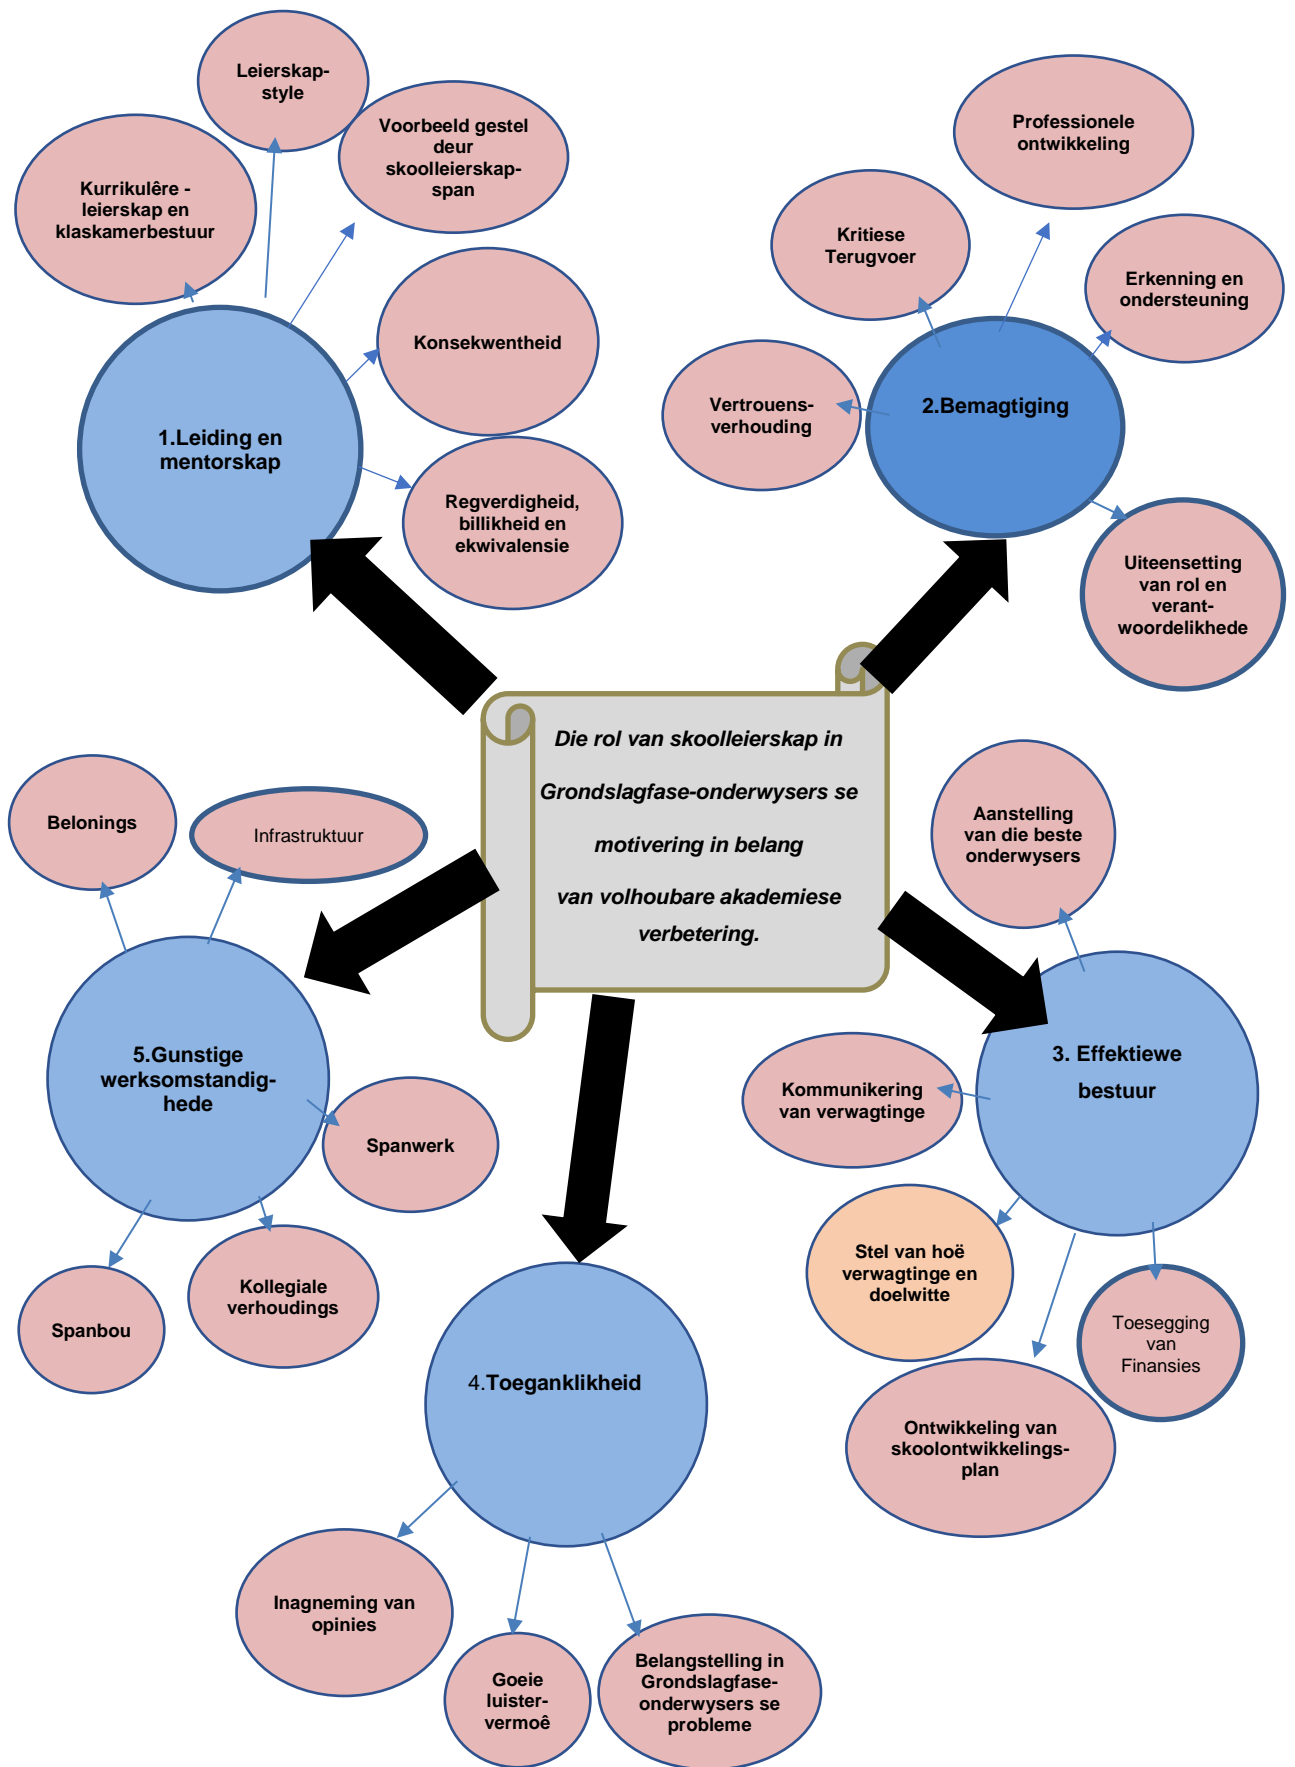 Leierskap-
style
Voorbeeld gestel
deur
skoolleierskap-
span
Kurrikulêre -
leierskap en
klaskamerbestuur
Konsekwentheid
1.Leiding en
mentorskap
Regverdigheid,
billikheid en
ekwivalensie
Professionele
ontwikkeling
Kritiese
Terugvoer
Erkenning en
ondersteuning
Vertrouens-
verhouding
2.Bemagtiging
Uiteensetting
van rol en
verant-
woordelikhede
Die rol van skoolleierskap in
Grondslagfase-onderwysers se
motivering in belang
van volhoubare akademiese
verbetering.
Aanstelling
van die beste
onderwysers
3. Effektiewe
bestuur
Kommunikering
van verwagtinge
Stel van hoë
verwagtinge en
doelwitte
Toesegging
van
Finansies
Ontwikkeling van
skoolontwikkelings-
plan
Belonings
Infrastruktuur
5.Gunstige
werksomstandig-
hede
Spanwerk
Kollegiale
verhoudings
Spanbou
4.Toeganklikheid
Inagneming van
opinies
Goeie
luister-
vermoê
Belangstelling in
Grondslagfase-
onderwysers se
probleme